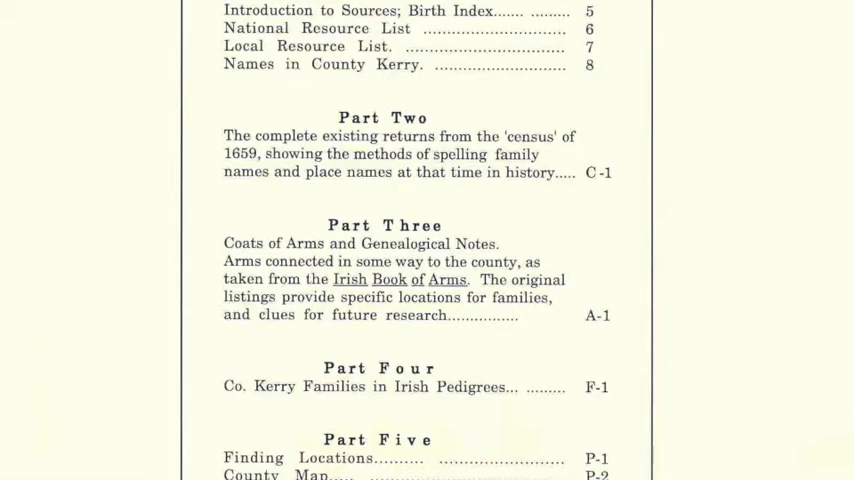 Introduction to Sources; Birth Index....... ......... 5
National Resource List ............................. 6
Local Resource List. ................................ 7
Names in County Kerry. .......................... 8
Part Two
The complete existing returns from the 'census' of
1659, showing the methods of spelling family
names and place names at that time in history..... C-1
Part Three
Coats of Arms and Genealogical Notes.
Arms connected in some way to the county, as
taken from the Irish Book of Arms. The original
listings provide specific locations for families,
and clues for future research................ A-1
Part Four
Co. Kerry Families in Irish Pedigrees... ......... F-1
Part Five
Finding Locations.......... ......................... P-1
County Map..... ....................................... P-2